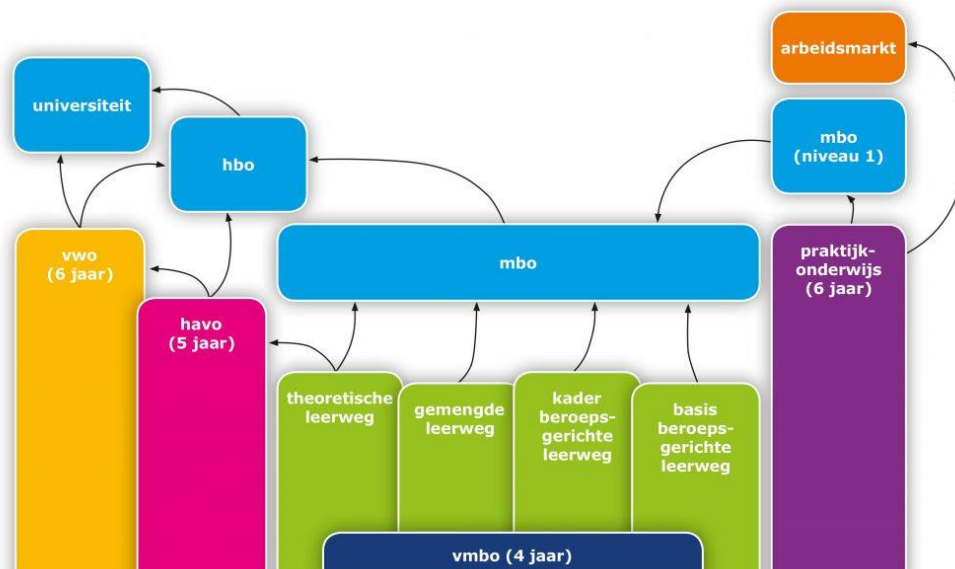 arbeidsmarkt
universiteit
mbo
(niveau 1)
hbo
vwo
(6 jaar)
mbo
praktijk-
onderwijs
(6 jaar)
havo
(5 jaar)
theoretische
leerweg
gemengde
leerweg
kader
beroeps-
gerichte
leerweg
basis
beroeps-
gerichte
leerweg
vmbo (4 jaar)